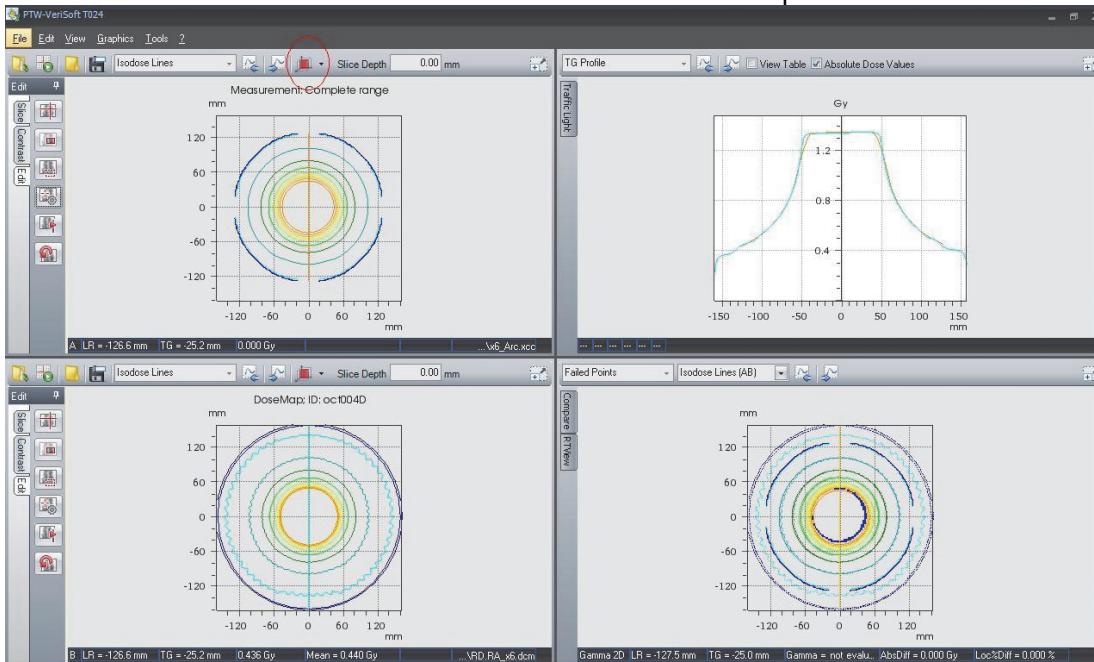 PTW-VeriSoft T024
File Edit View Graphics Tools ?
Isodose Lines Slice Depth 0.00 mm
Edit
Slice
Contrast
Edit
Measurement: Complete range
mm
120
60
0
-60
-120
-120 -60 0 60 120
mm
A LR = -126.6 mm TG = -25.2 mm 0.000 Gy ...\x6_Arc.xcc
TG Profile View Table Absolute Dose Values
Traffic Light
Gy
1.2
0.8
0.4
-150 -100 -50 0 50 100 150
mm
--- --- --- --- --- ---
Isodose Lines Slice Depth 0.00 mm
Edit
Slice
Contrast
Edit
DoseMap; ID: oct004D
mm
120
60
0
-60
-120
-120 -60 0 60 120
mm
B LR = -126.6 mm TG = -25.2 mm 0.436 Gy Mean = 0.440 Gy ...\RD.RA_x6.dcm
Failed Points Isodose Lines (AB)
Compare
RTView
mm
120
60
0
-60
-120
-120 -60 0 60 120
mm
Gamma 2D LR = -127.5 mm TG = -25.0 mm Gamma = not evalu.. AbsDiff = 0.000 Gy Loc%Diff = 0.000 %